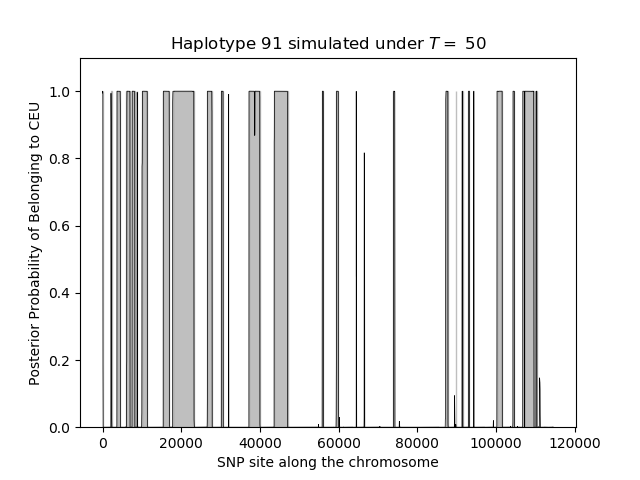 Haplotype 91 simulated under T = 50
Posterior Probability of Belonging to CEU
1.0
0.8
0.6
0.4
0.2
0.0
0 20000 40000 60000 80000 100000 120000
SNP site along the chromosome